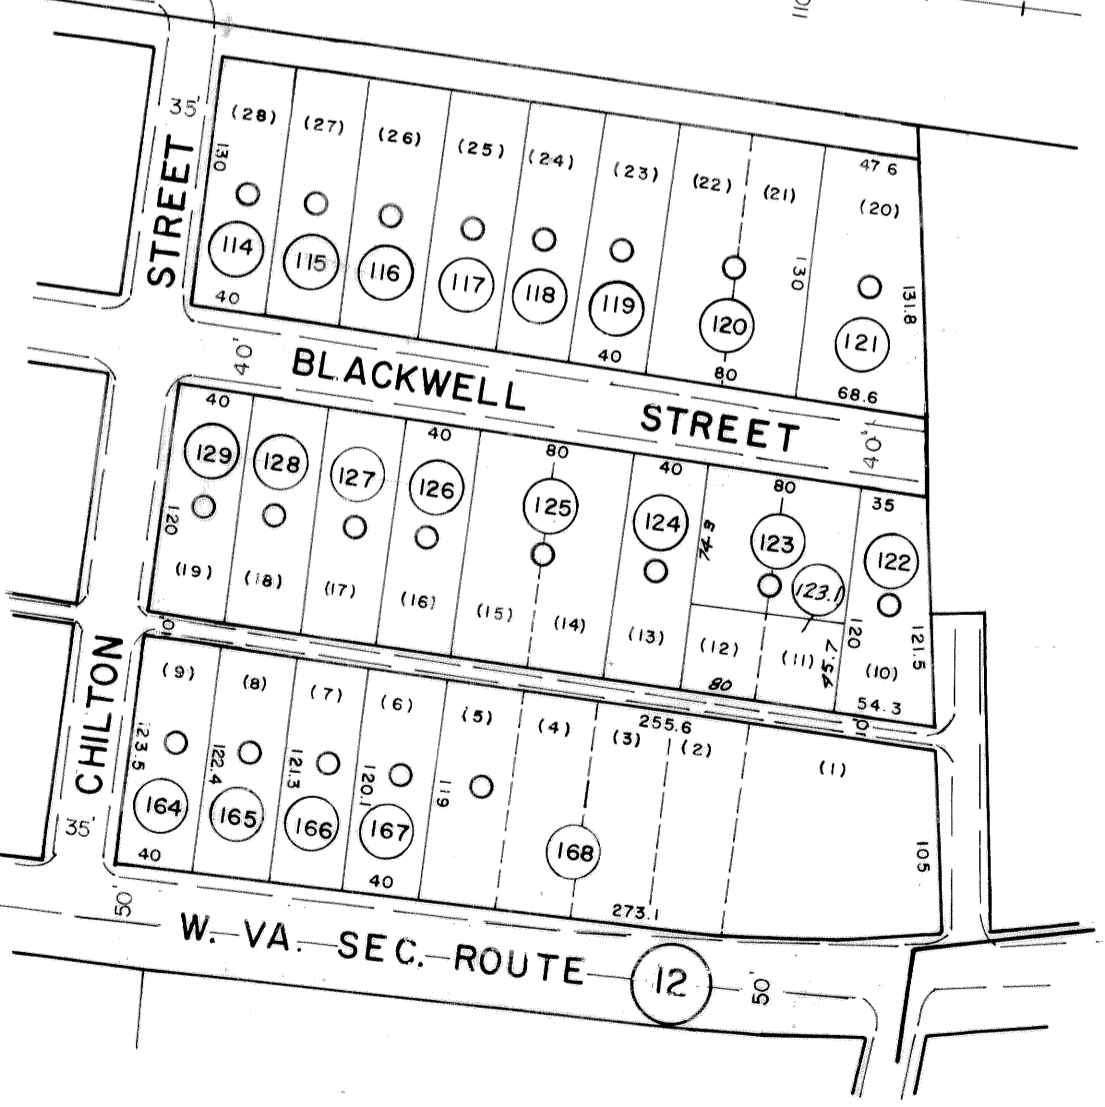 110
35'
STREET
(28) (27) (26) (25) (24) (23) (22) (21) (20)
47.6
130
130
131.8
114 115 116 117 118 119 120 121
40 40 80 68.6
40'
BLACKWELL STREET
40'
40 40 80 40 80 35
129 128 127 126 125 124 123 123.1 122
120
74.3
120
121.5
(19) (18) (17) (16) (15) (14) (13) (12) (11) (10)
45.7
80
54.3
10
10
CHILTON
35'
(9) (8) (7) (6) (5) (4) (3) (2) (1)
255.6
123.5 122.4 121.3 120.1 119
105
164 165 166 167 168
40 40 273.1
50'
W. VA. SEC. ROUTE 12
50'